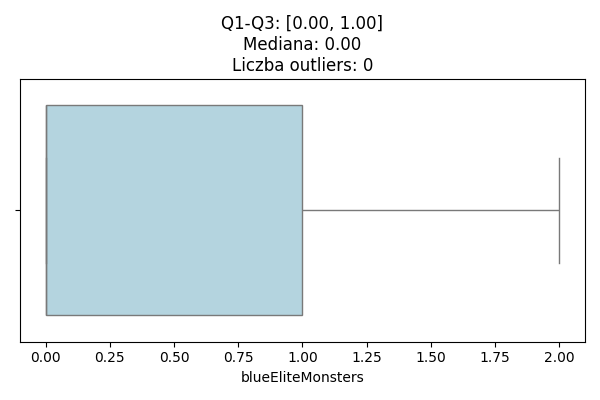 Q1-Q3: [0.00, 1.00]
Mediana: 0.00
Liczba outliers: 0
0.00 0.25 0.50 0.75 1.00 1.25 1.50 1.75 2.00
blueEliteMonsters